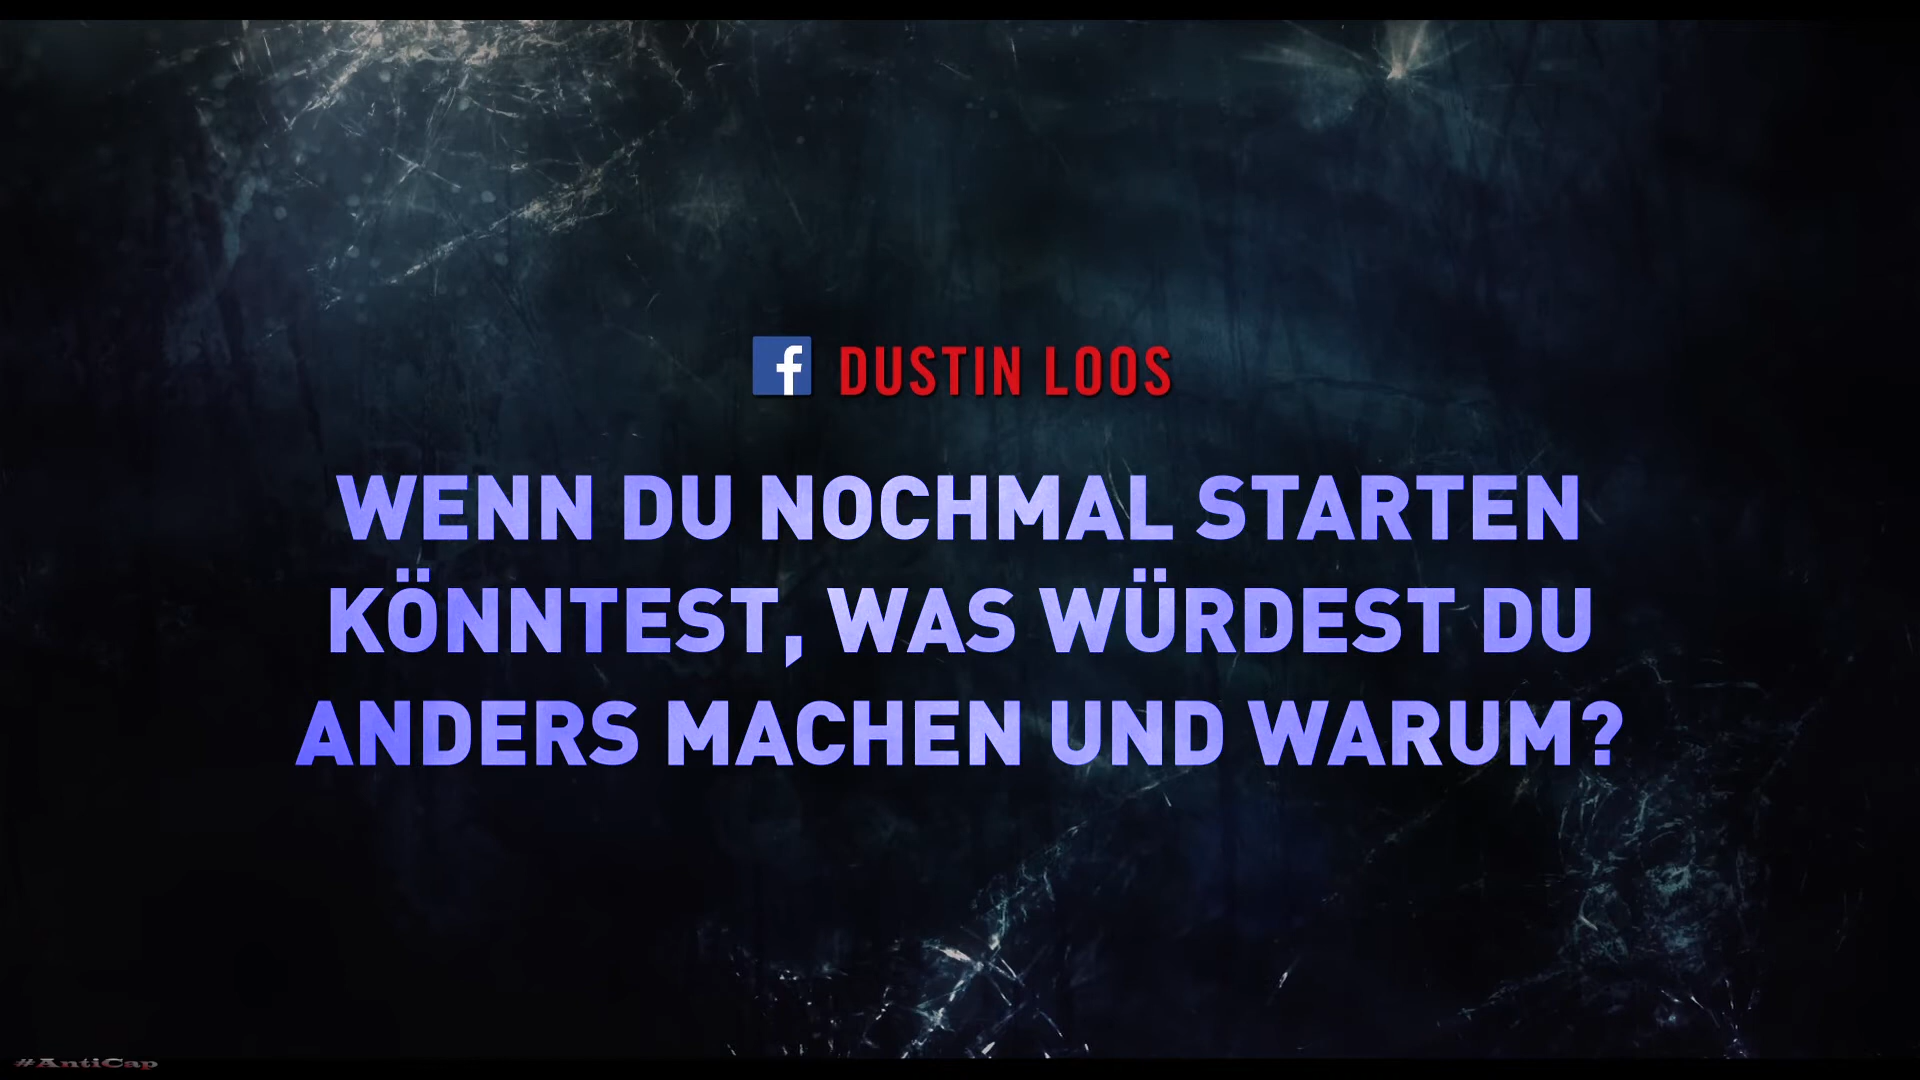 f DUSTIN LOOS
WENN DU NOCHMAL STARTEN
KÖNNTEST, WAS WÜRDEST DU
ANDERS MACHEN UND WARUM?
#AntiCap